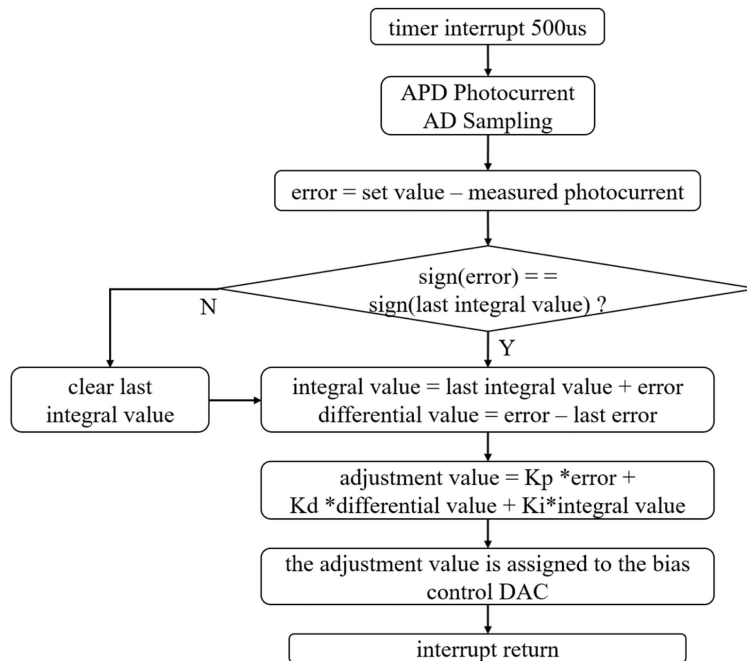 timer interrupt 500us
APD Photocurrent
AD Sampling
error = set value – measured photocurrent
sign(error) = =
sign(last integral value) ?
N
Y
clear last
integral value
integral value = last integral value + error
differential value = error – last error
adjustment value = Kp *error +
Kd *differential value + Ki*integral value
the adjustment value is assigned to the bias
control DAC
interrupt return